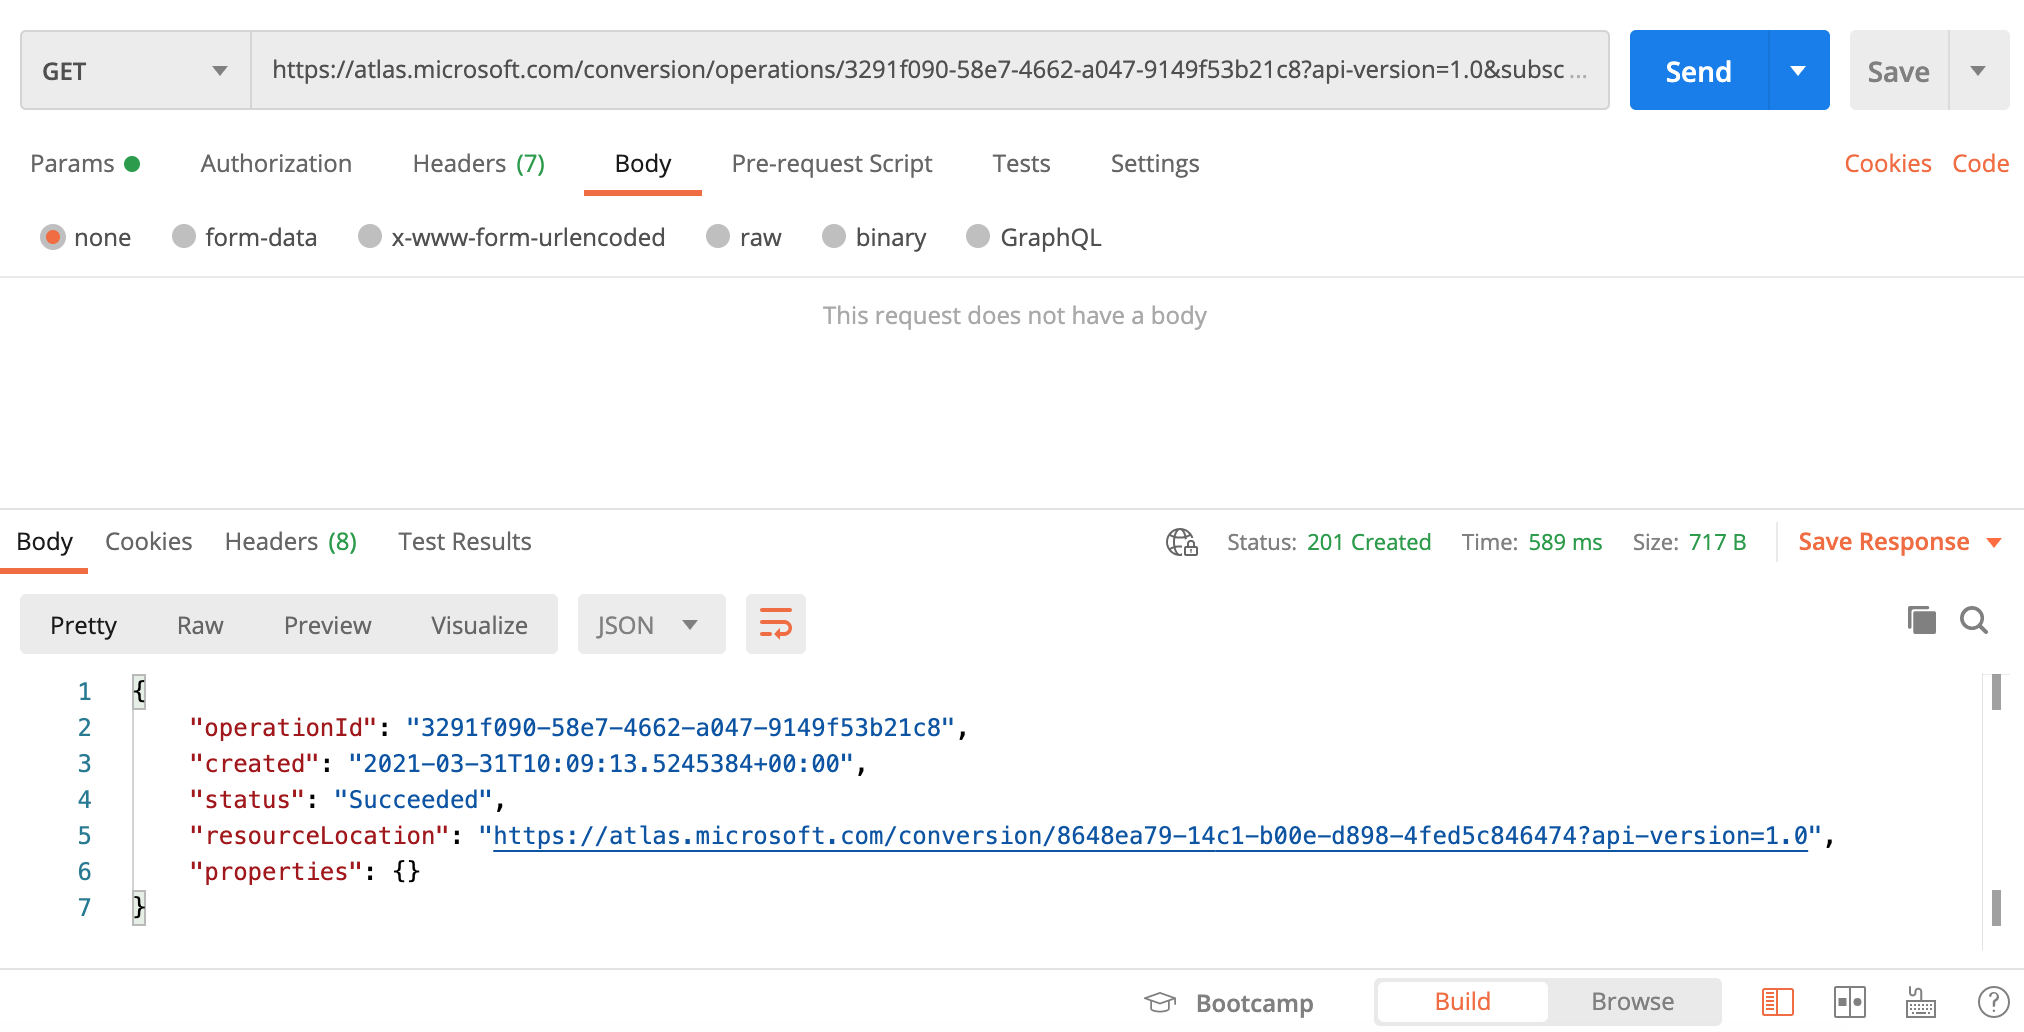 GET https://atlas.microsoft.com/conversion/operations/3291f090-58e7-4662-a047-9149f53b21c8?api-version=1.0&subsc ... Send Save
Params Authorization Headers (7) Body Pre-request Script Tests Settings Cookies Code
none form-data x-www-form-urlencoded raw binary GraphQL
This request does not have a body
Body Cookies Headers (8) Test Results Status: 201 Created Time: 589 ms Size: 717 B Save Response
Pretty Raw Preview Visualize JSON
1 {
2 "operationId": "3291f090-58e7-4662-a047-9149f53b21c8",
3 "created": "2021-03-31T10:09:13.5245384+00:00",
4 "status": "Succeeded",
5 "resourceLocation": "https://atlas.microsoft.com/conversion/8648ea79-14c1-b00e-d898-4fed5c846474?api-version=1.0",
6 "properties": {}
7 }
Bootcamp Build Browse ?